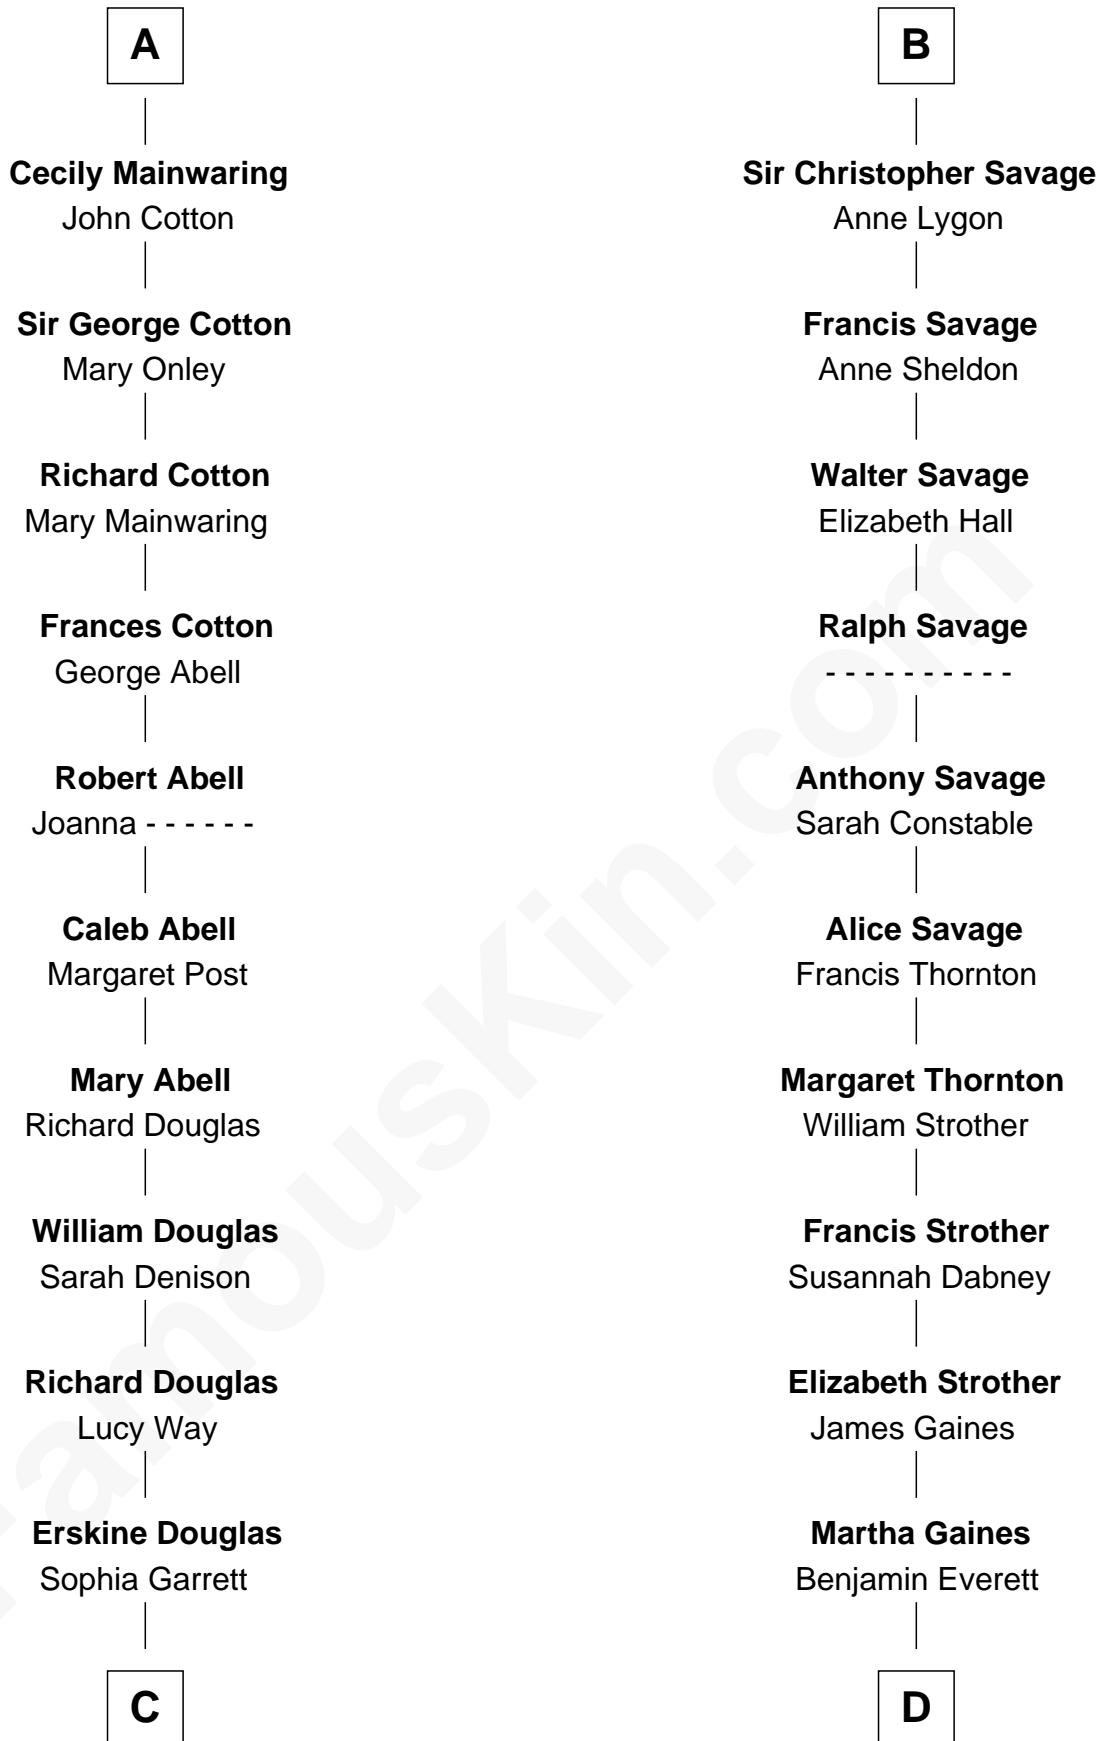 A
Cecily Mainwaring
John Cotton
Sir George Cotton
Mary Onley
Richard Cotton
Mary Mainwaring
Frances Cotton
George Abell
Robert Abell
Joanna - - - - - -
Caleb Abell
Margaret Post
Mary Abell
Richard Douglas
William Douglas
Sarah Denison
Richard Douglas
Lucy Way
Erskine Douglas
Sophia Garrett
C
B
Sir Christopher Savage
Anne Lygon
Francis Savage
Anne Sheldon
Walter Savage
Elizabeth Hall
Ralph Savage
- - - - - - - - - -
Anthony Savage
Sarah Constable
Alice Savage
Francis Thornton
Margaret Thornton
William Strother
Francis Strother
Susannah Dabney
Elizabeth Strother
James Gaines
Martha Gaines
Benjamin Everett
D
FamousKin.com